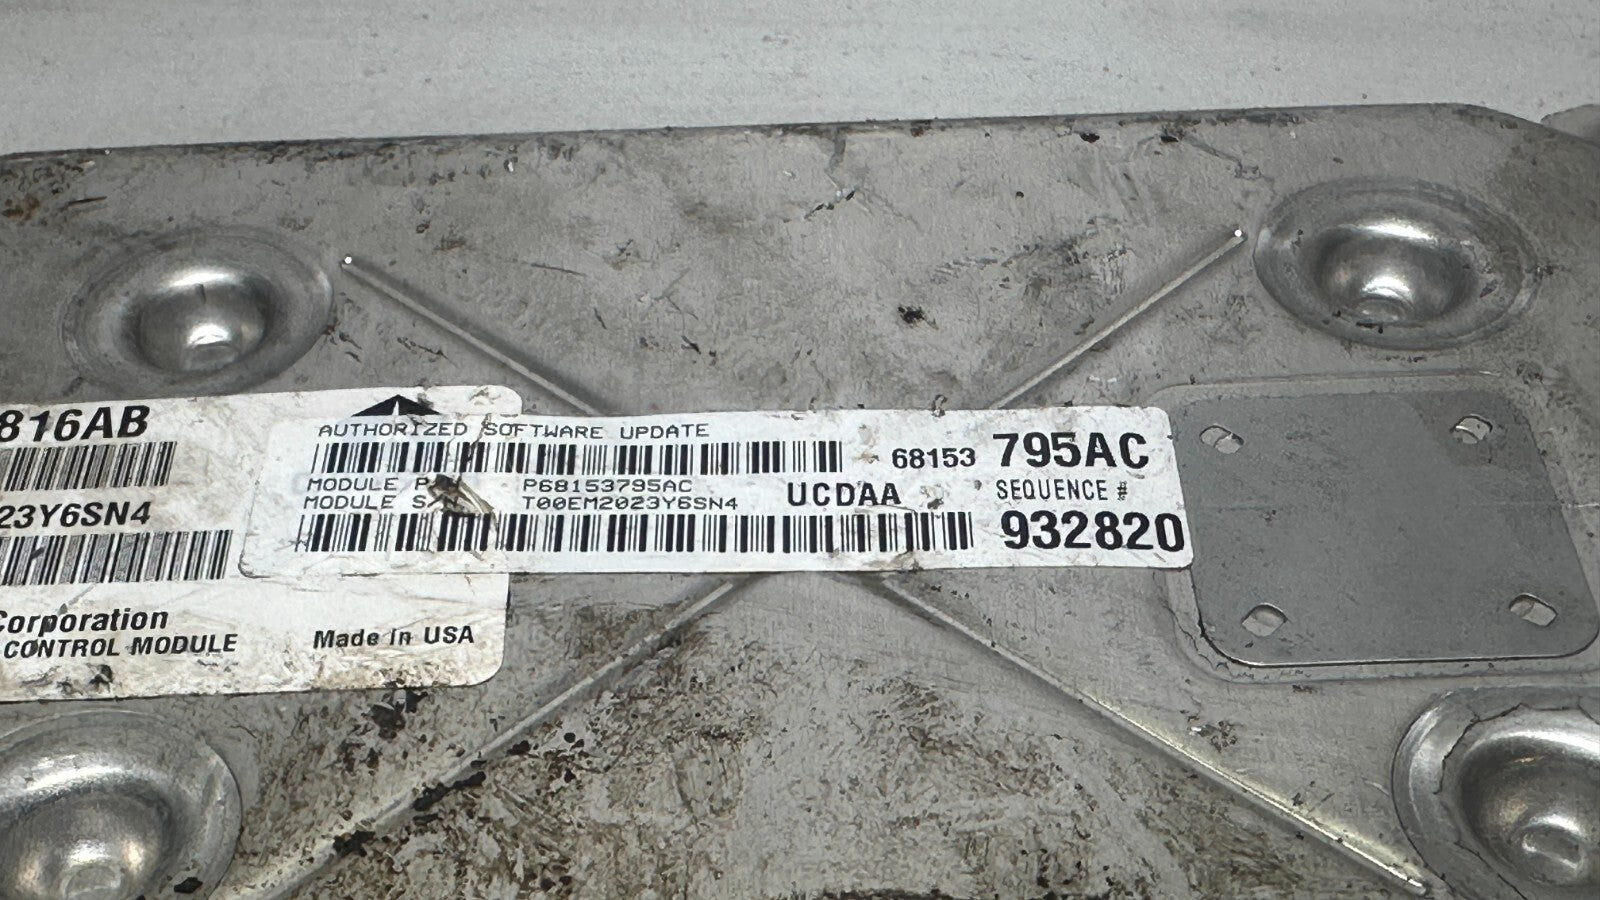 816AB
23Y6SN4
Corporation
CONTROL MODULE
Made in USA
AUTHORIZED SOFTWARE UPDATE
68153 795AC
MODULE P/N P68153795AC
MODULE S/N T00EM2023Y6SN4
UCDAA
SEQUENCE #
932820